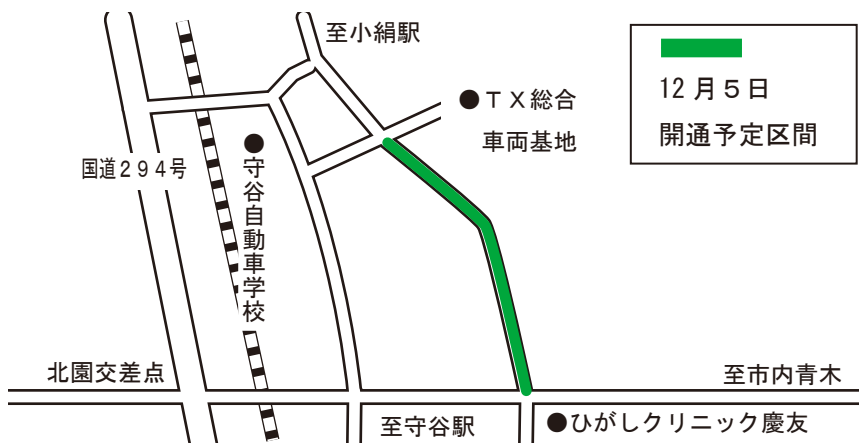 至小絹駅
●ＴＸ総合
車両基地
12月５日
開通予定区間
国道２９４号
●守谷自動車学校
北園交差点
至市内青木
至守谷駅
●ひがしクリニック慶友